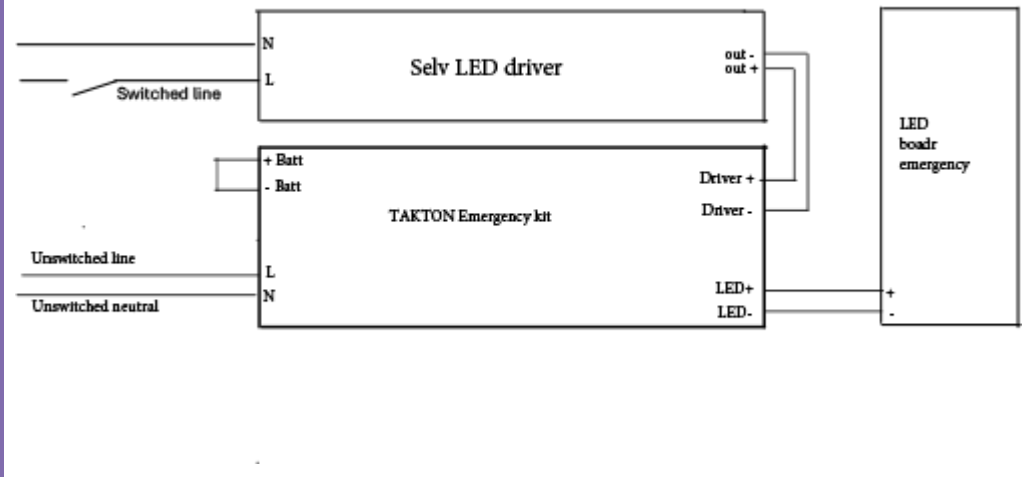 N
Selv LED driver
out -
out +
L
Switched line
LED
boadr
emergency
+ Batt
- Batt
Driver +
Driver -
TAKTON Emergency kit
Unswitched line
L
N
Unswitched neutral
LED+
LED-
+
-